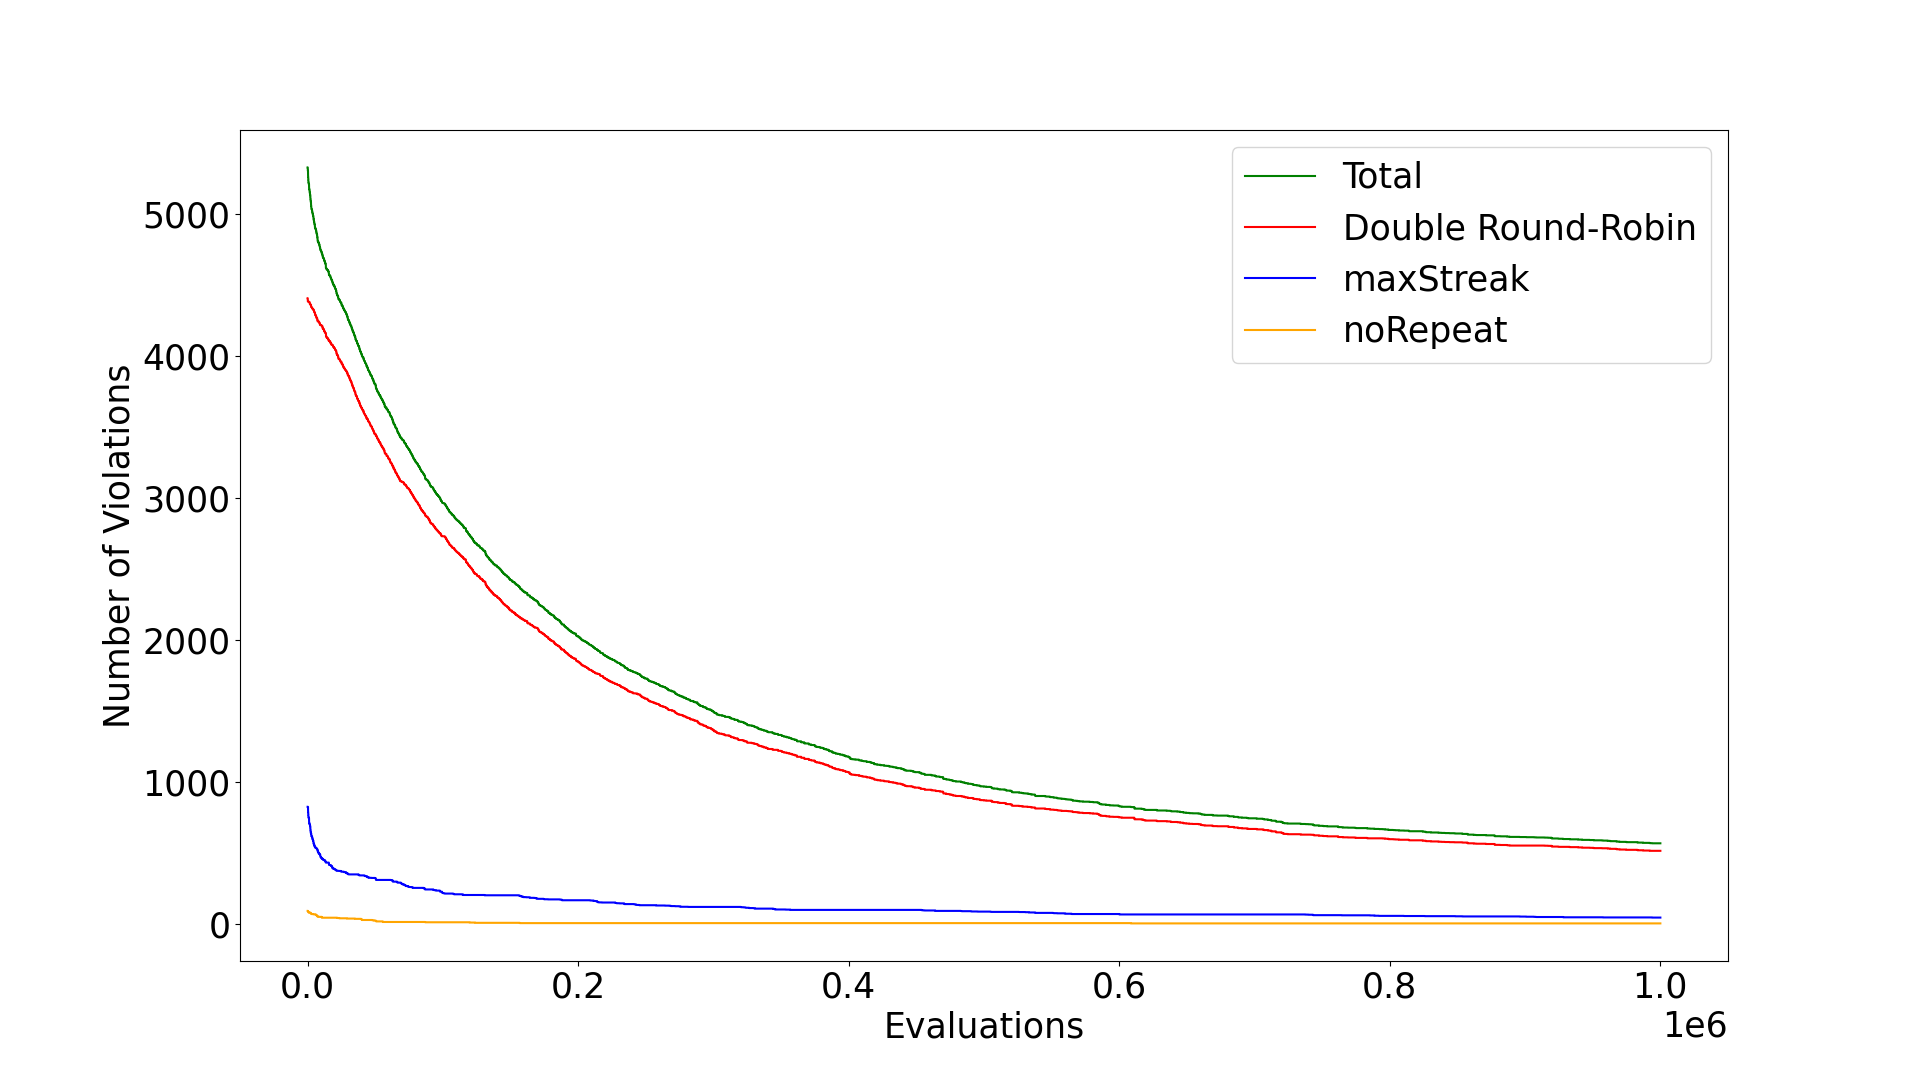 Total
Double Round-Robin
maxStreak
noRepeat
Number of Violations
5000
4000
3000
2000
1000
0
0.0 0.2 0.4 0.6 0.8 1.0
Evaluations
1e6